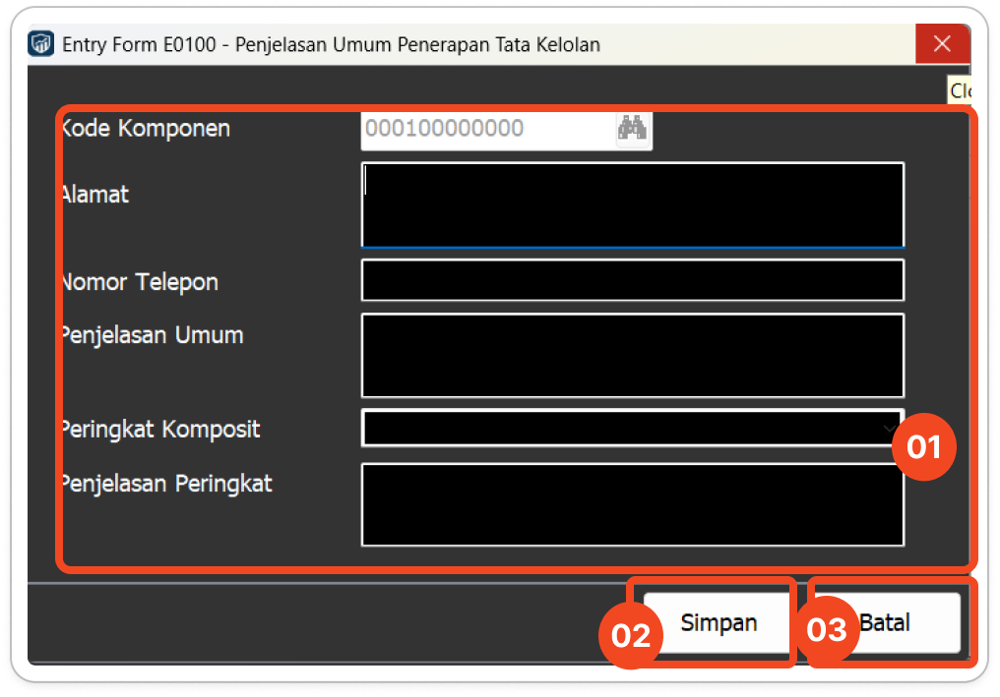 Entry Form E0100 - Penjelasan Umum Penerapan Tata Kelolan
Kode Komponen 000100000000
Alamat
Nomor Telepon
Penjelasan Umum
Peringkat Komposit
01
Penjelasan Peringkat
02 Simpan 03 Batal